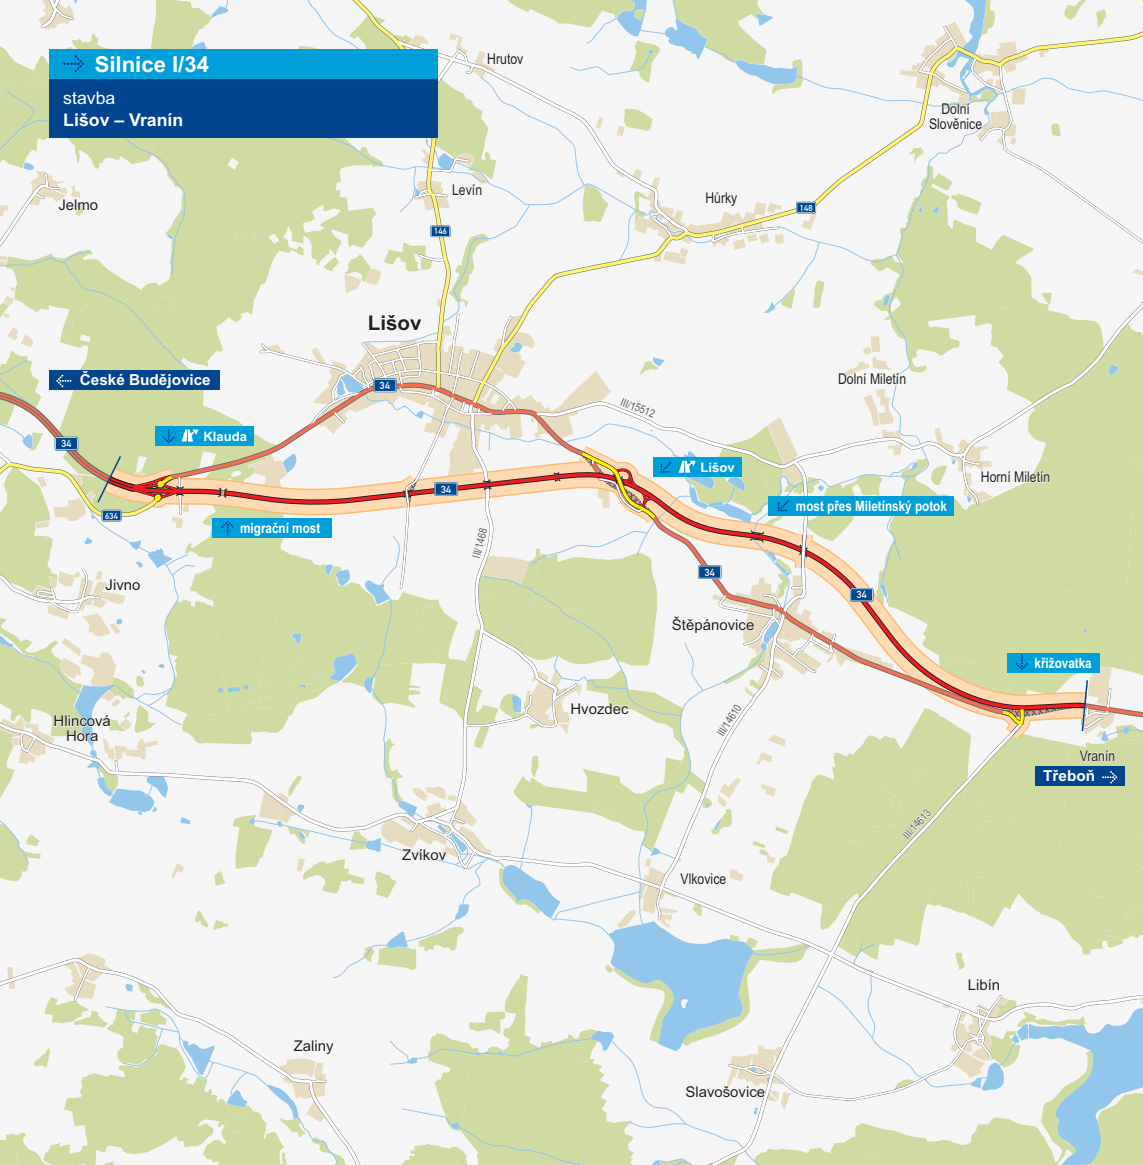 Silnice I/34
stavba
Lišov – Vranín
Hrutov
Dolní
Slověnice
Levín
Jelmo
Hůrky
148
146
Lišov
České Budějovice
34
Dolní Miletín
III/15512
Klauda
34
Lišov
Horní Miletín
34
most přes Miletínský potok
634
migrační most
III/1468
34
Jivno
34
Štěpánovice
křižovatka
Hvozdec
III/14610
Hlincová
Hora
Vranín
Třeboň
III/14613
Zvíkov
Vlkovice
Libín
Zaliny
Slavošovice